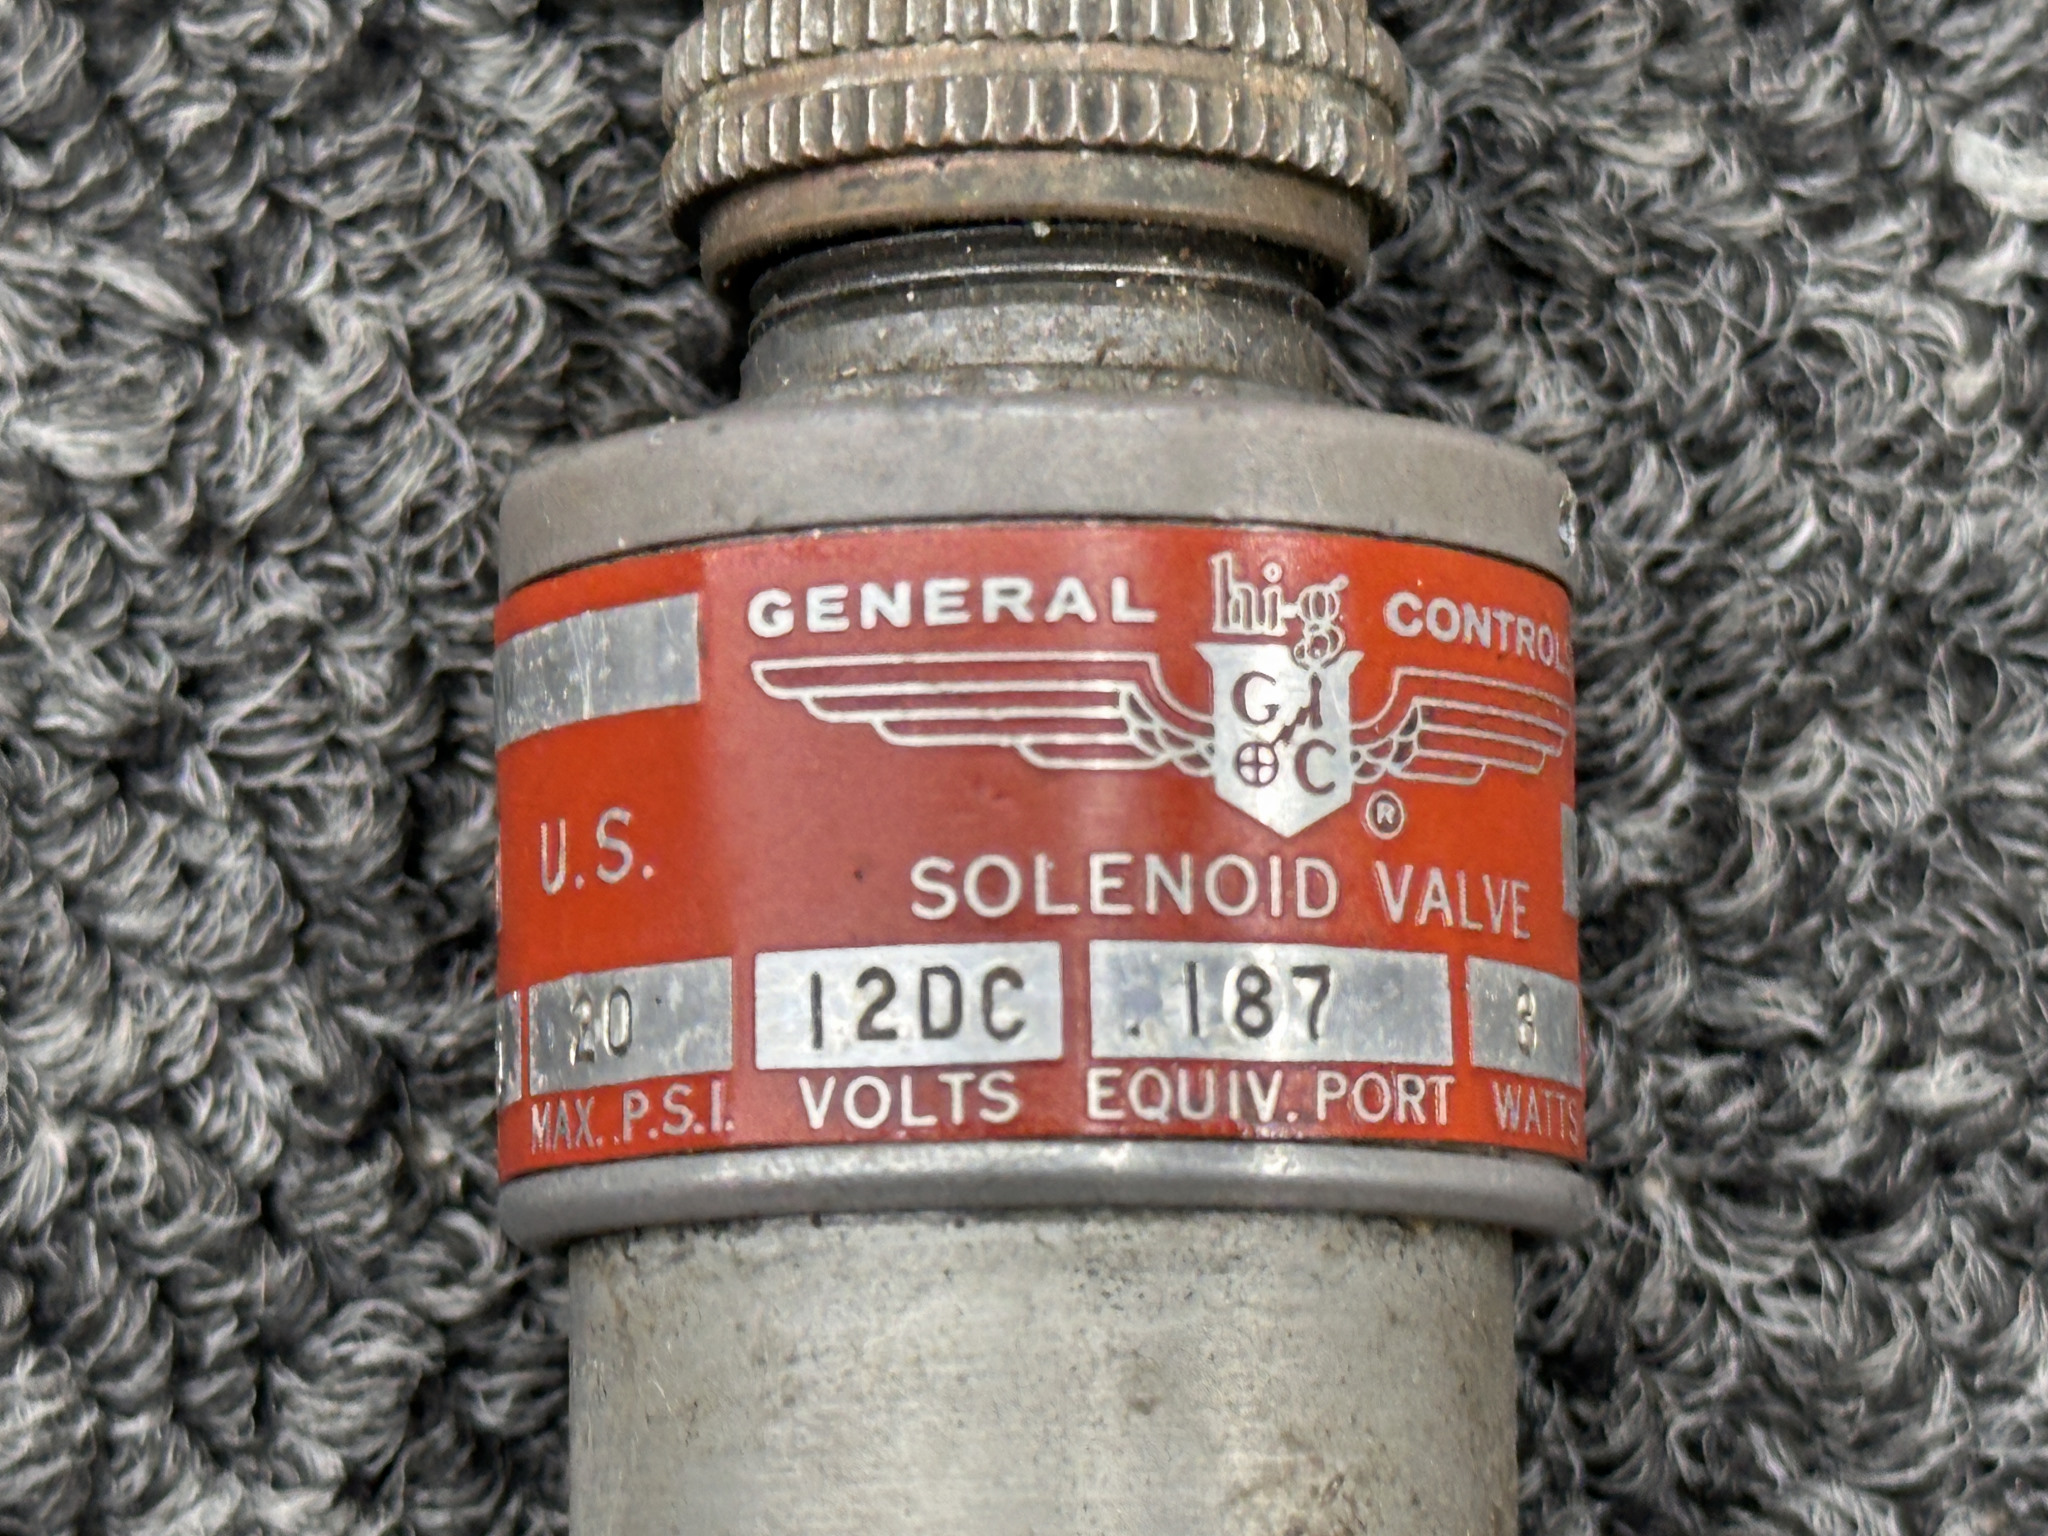 GENERAL hi-g CONTROLS
G C
®
U.S.
SOLENOID VALVE
20 12DC .187 8
MAX. P.S.I. VOLTS EQUIV. PORT WATTS